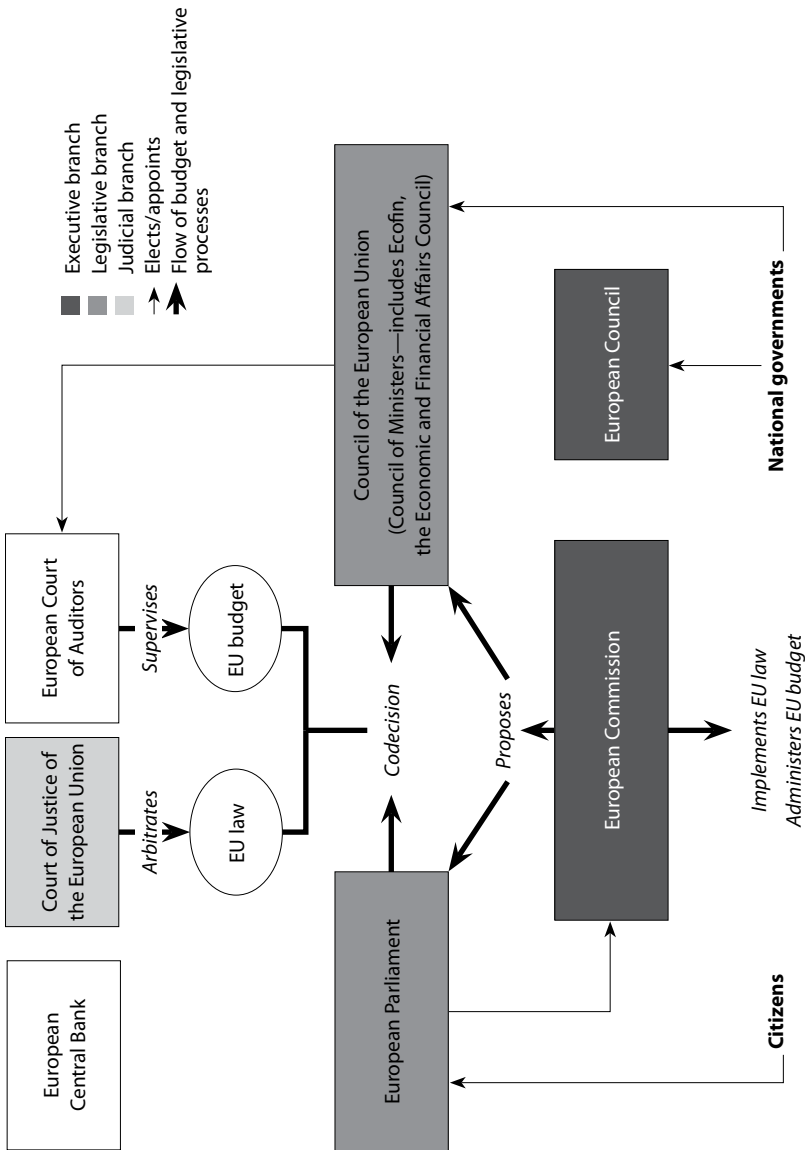 European
Central Bank
Court of Justice of
the European Union
European Court
of Auditors
Executive branch
Legislative branch
Judicial branch
Elects/appoints
Flow of budget and legislative
processes
Arbitrates
Supervises
EU law
EU budget
European Parliament
Codecision
Council of the European Union
(Council of Ministers—includes Ecofin,
the Economic and Financial Affairs Council)
Proposes
European Commission
European Council
Implements EU law
Administers EU budget
Citizens
National governments